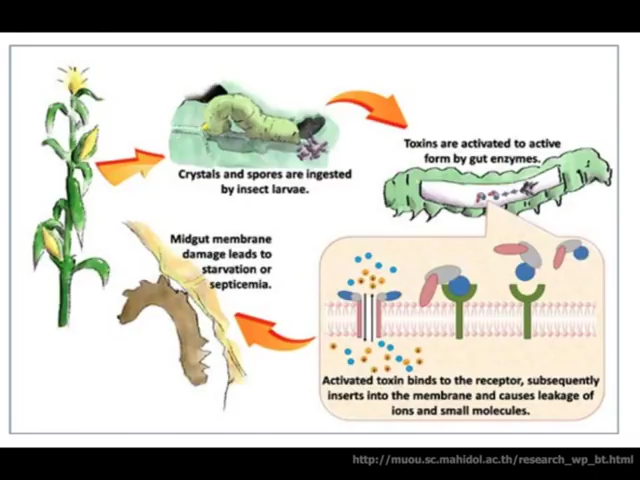 Crystals and spores are ingested
by insect larvae.
Toxins are activated to active
form by gut enzymes.
Midgut membrane
damage leads to
starvation or
septicemia.
Activated toxin binds to the receptor, subsequently
inserts into the membrane and causes leakage of
ions and small molecules.
http://muou.sc.mahidol.ac.th/research_wp_bt.html